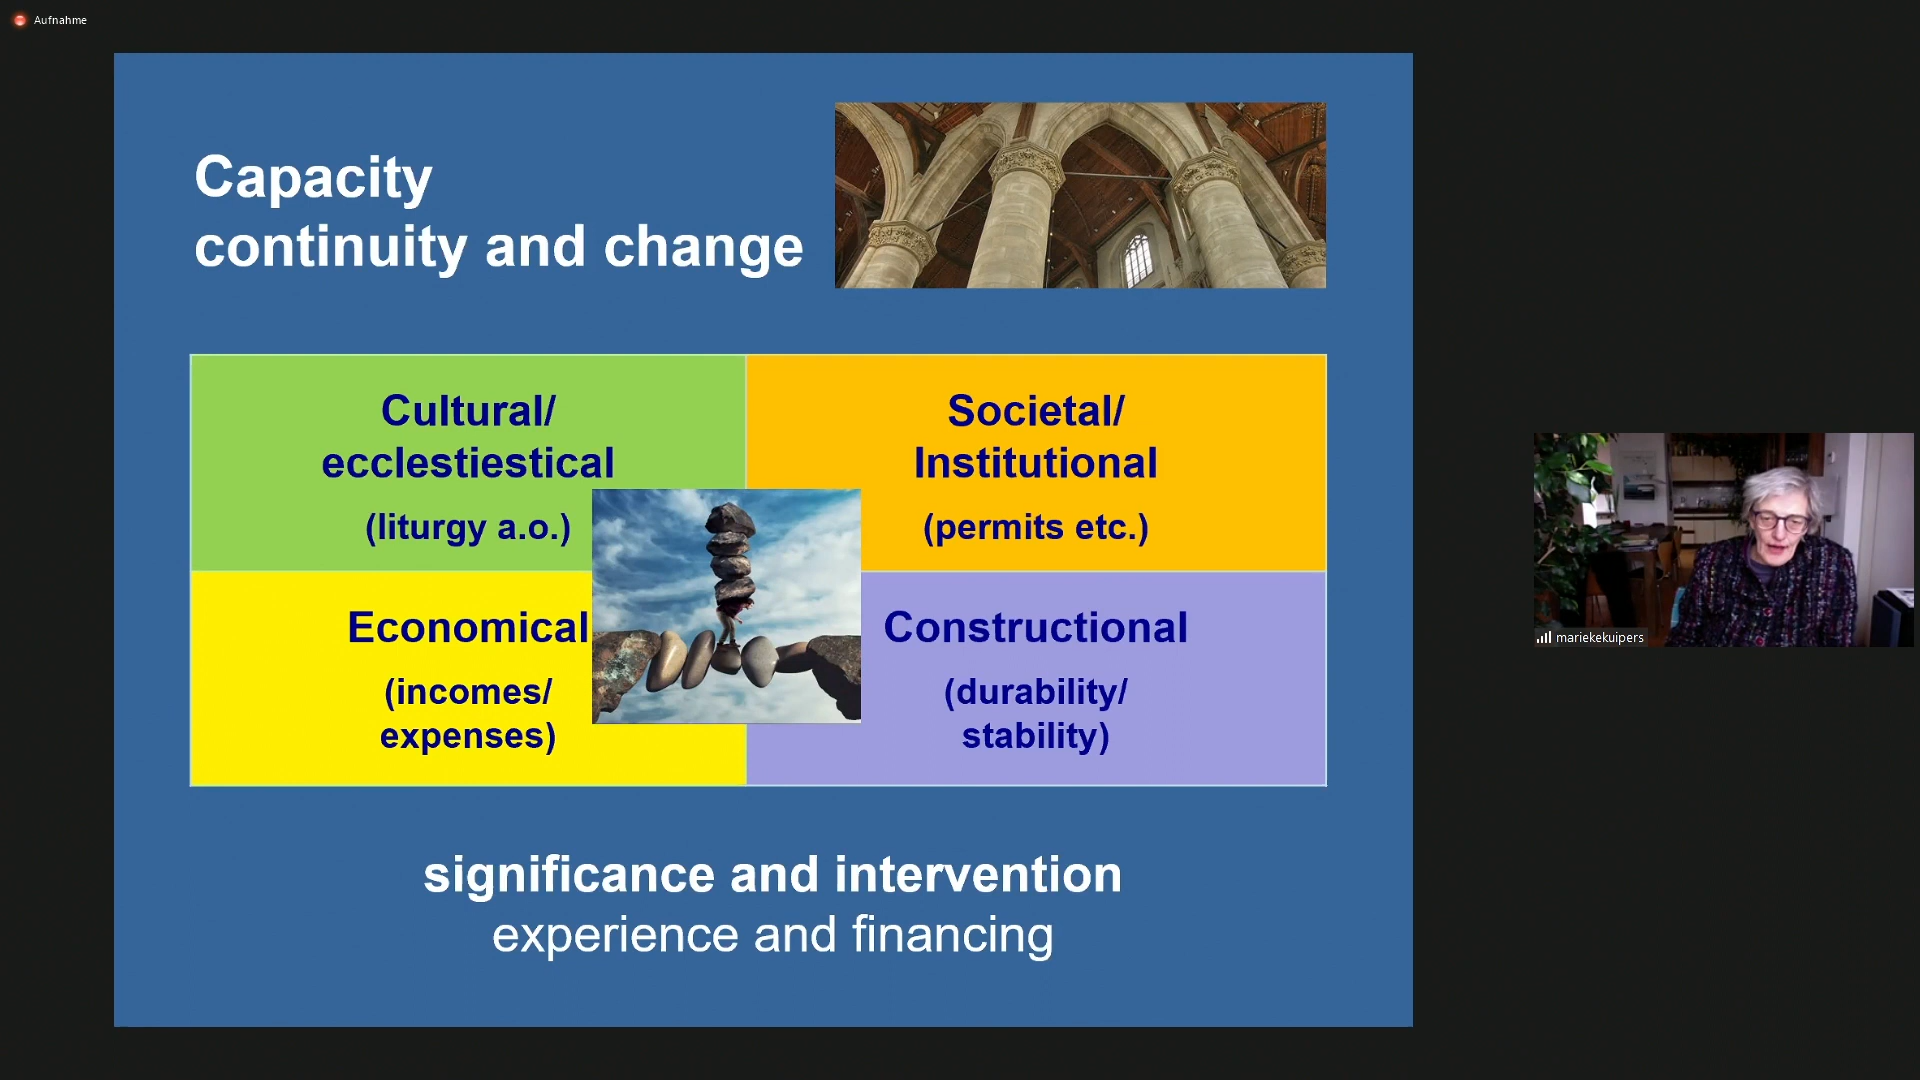 Aufnahme
Capacity
continuity and change
Cultural/
ecclestiestical
(liturgy a.o.)
Societal/
Institutional
(permits etc.)
Economical
(incomes/
expenses)
Constructional
(durability/
stability)
significance and intervention
experience and financing
mariekekuipers